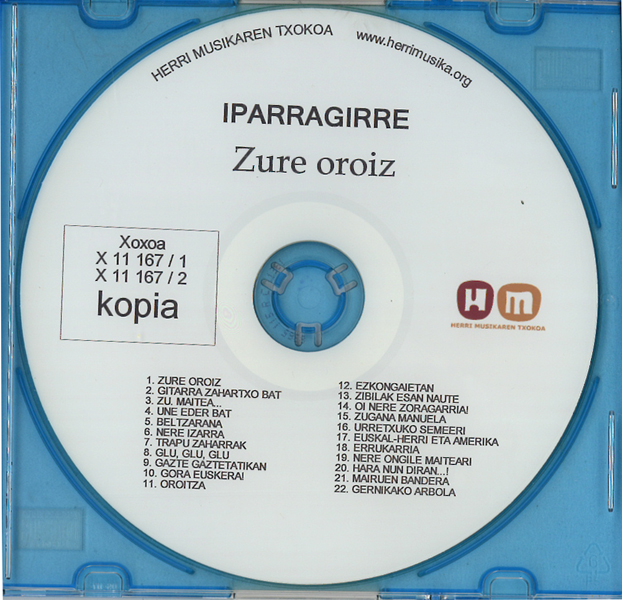 HERRI MUSIKAREN TXOKOA
www.herrimusika.org
IPARRAGIRRE
Zure oroiz
Xoxoa
X 11 167 / 1
X 11 167 / 2
kopia
H M
HERRI MUSIKAREN TXOKOA
1. ZURE OROIZ
2. GITARRA ZAHARTXO BAT
3. ZU, MAITEA...
4. UNE EDER BAT
5. BELTZARANA
6. NERE IZARRA
7. TRAPU ZAHARRAK
8. GLU, GLU, GLU
9. GAZTE GAZTETATIKAN
10. GORA EUSKERA!
11. OROITZA
12. EZKONGAIETAN
13. ZIBILAK ESAN NAUTE
14. OI NERE ZORAGARRIA!
15. ZUGANA MANUELA
16. URRETXUKO SEMEERI
17. EUSKAL-HERRI ETA AMERIKA
18. ERRUKARRIA
19. NERE ONGILE MAITEARI
20. HARA NUN DIRAN...!
21. MAIRUEN BANDERA
22. GERNIKAKO ARBOLA